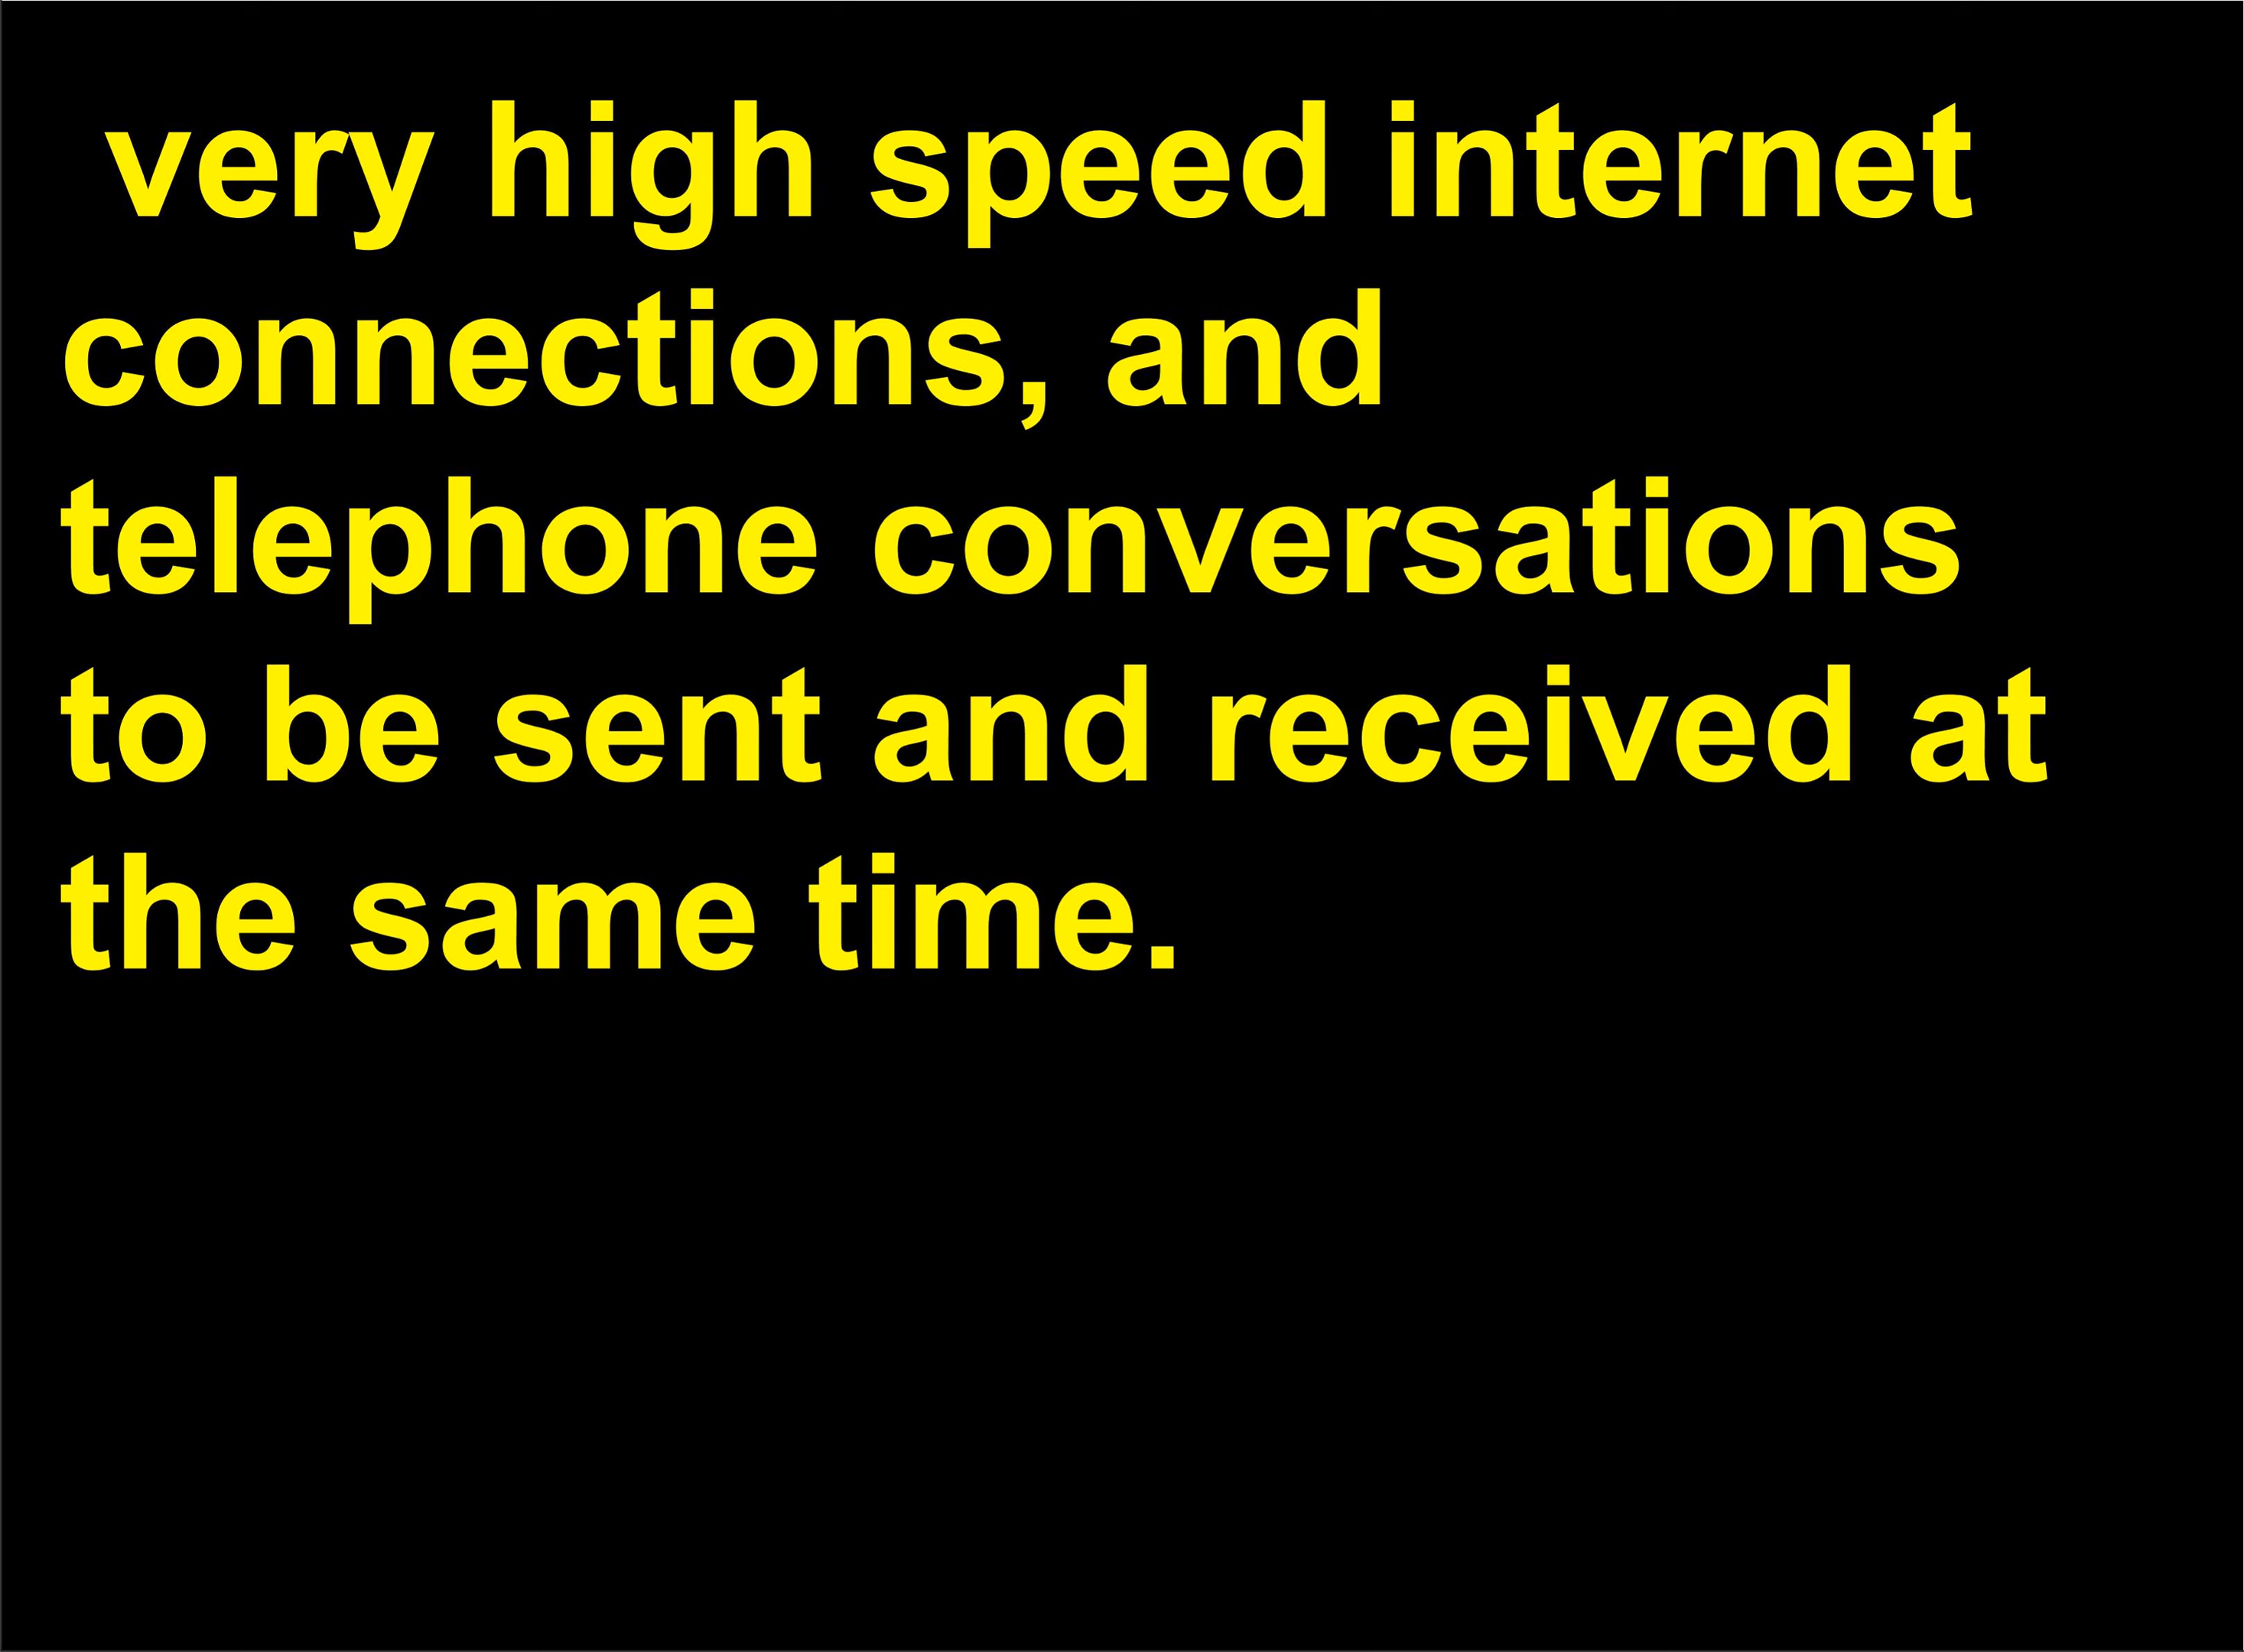 very high speed internet
connections, and
telephone conversations
to be sent and received at
the same time.